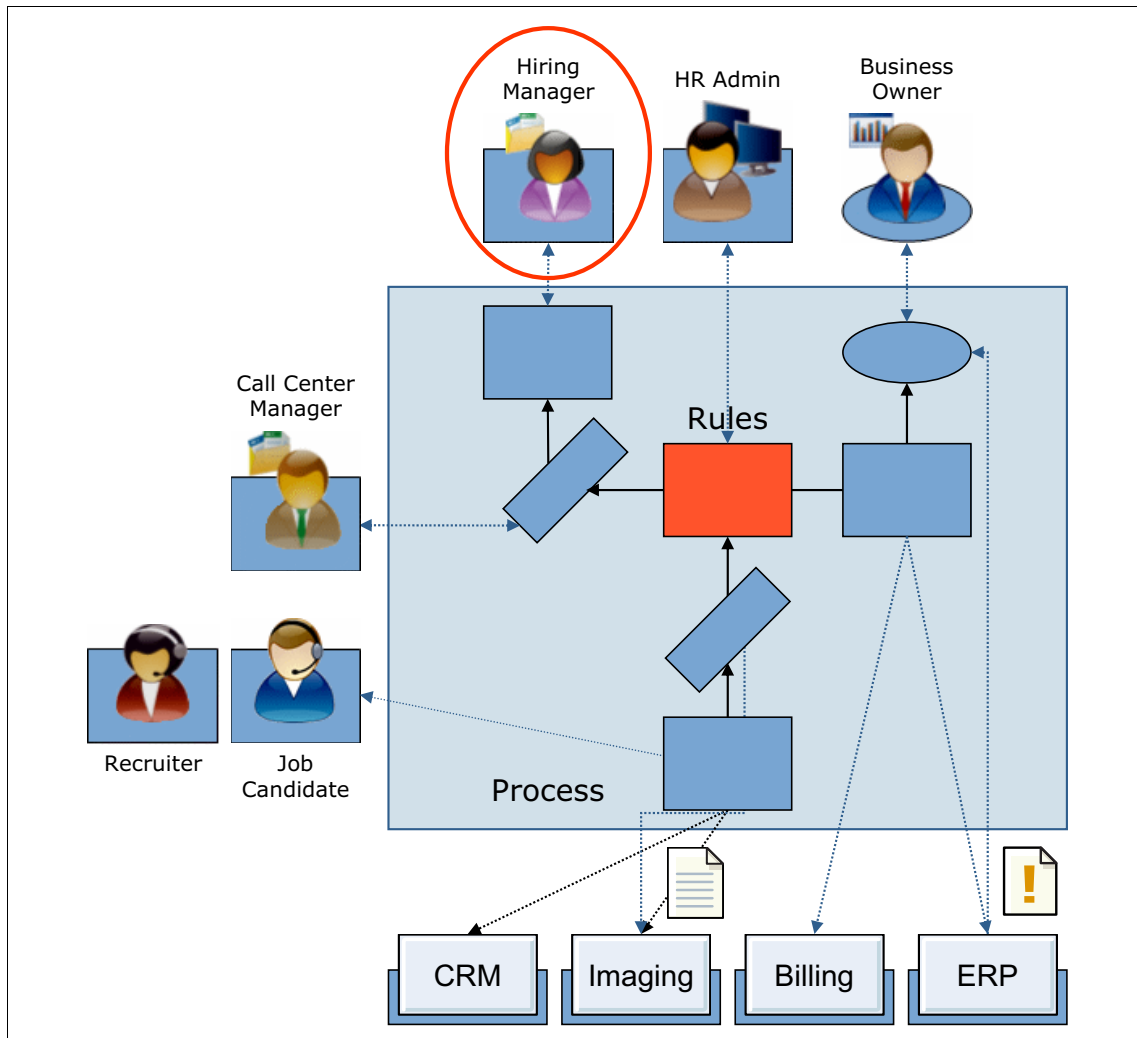 Hiring
Manager
HR Admin
Business
Owner
Call Center
Manager
Rules
Recruiter
Job
Candidate
Process
!
CRM
Imaging
Billing
ERP